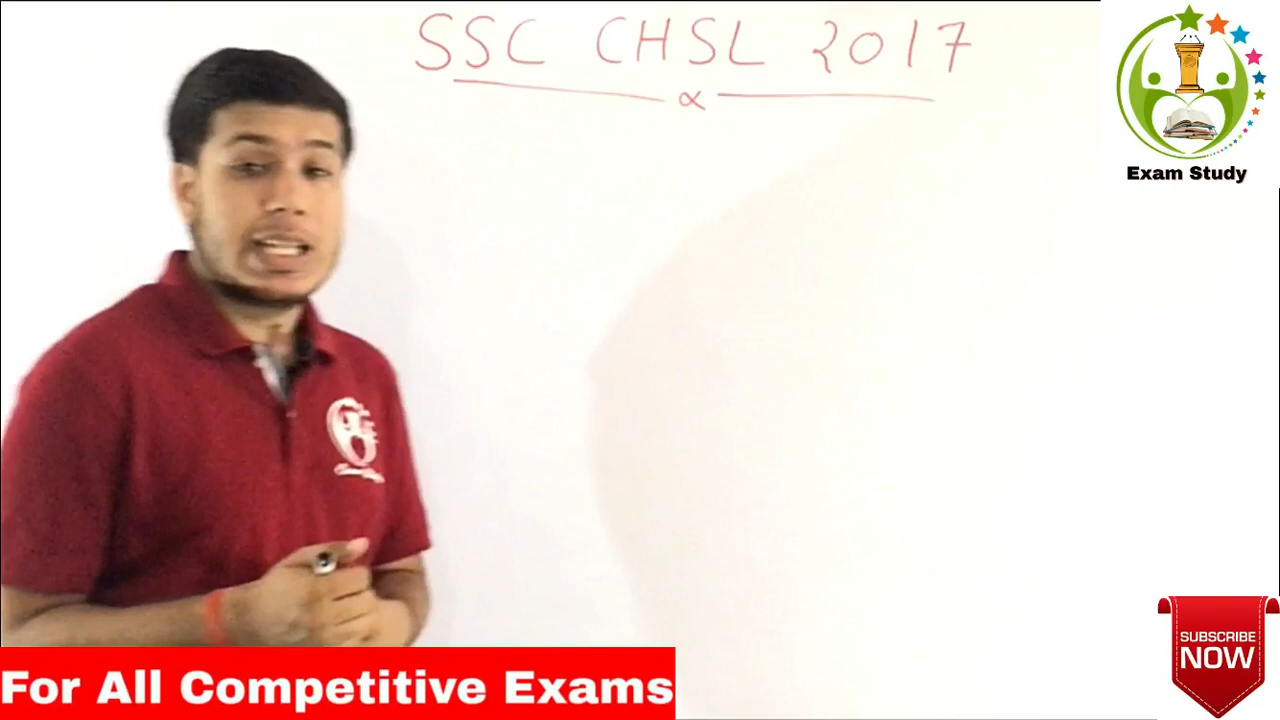 SSC CHSL 2017
Exam Study
SUBSCRIBE
NOW
For All Competitive Exams